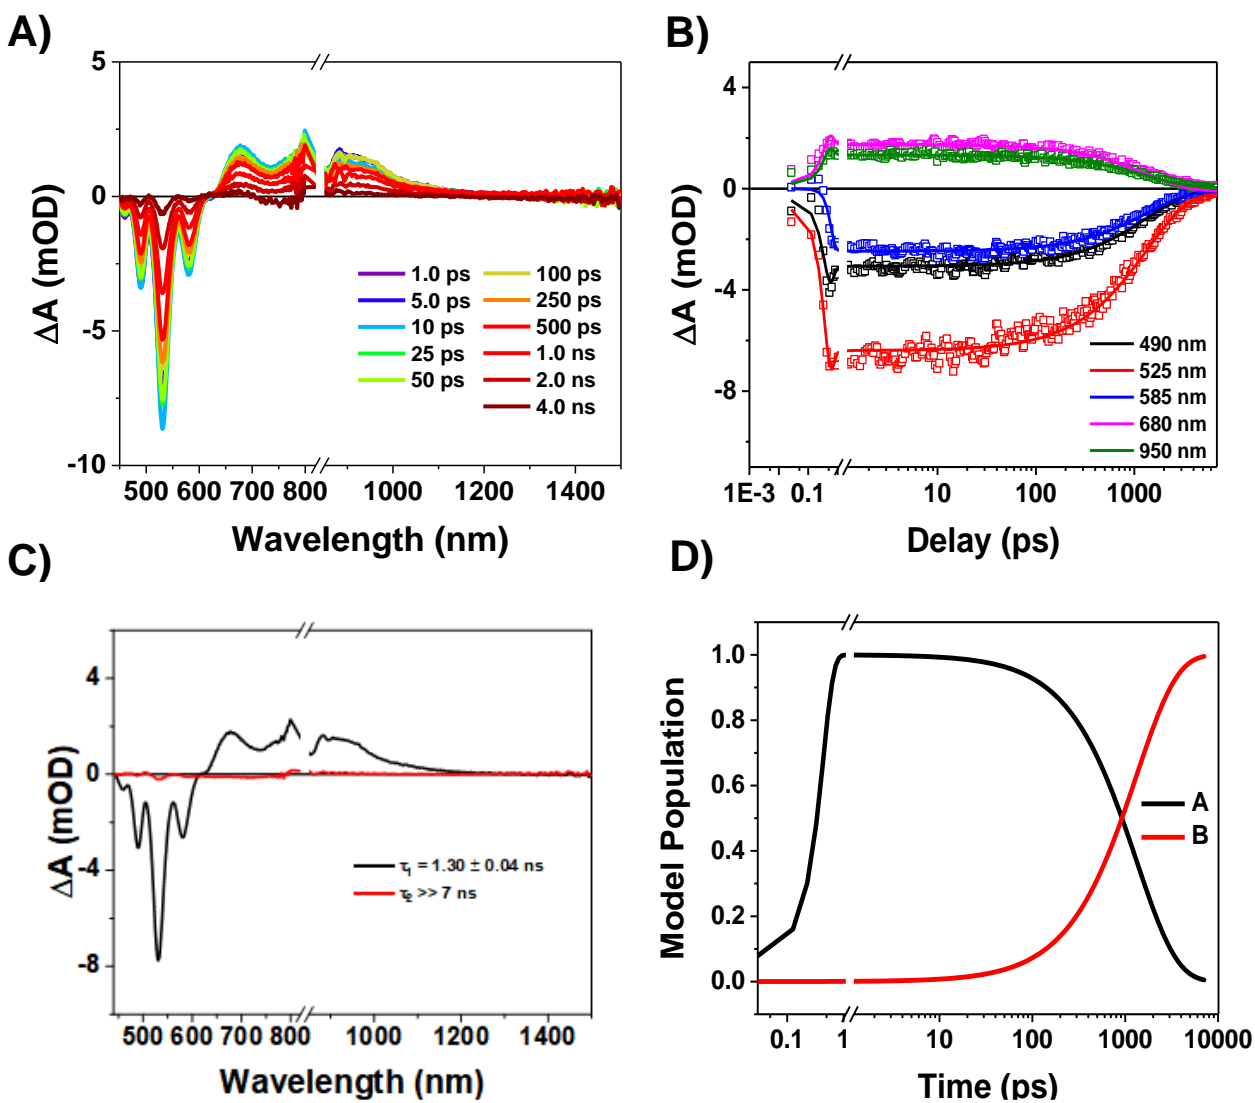 A)
5
0
-5
-10
ΔA (mOD)
1.0 ps
5.0 ps
10 ps
25 ps
50 ps
100 ps
250 ps
500 ps
1.0 ns
2.0 ns
4.0 ns
500 600 700 800 1000 1200 1400
Wavelength (nm)
B)
4
0
-4
-8
ΔA (mOD)
490 nm
525 nm
585 nm
680 nm
950 nm
1E-3 0.1 10 100 1000
Delay (ps)
C)
4
0
-4
-8
ΔA (mOD)
τ1 = 1.30 ± 0.04 ns
τ2 >> 7 ns
500 600 700 800 1000 1200 1400
Wavelength (nm)
D)
1.0
0.8
0.6
0.4
0.2
0.0
Model Population
A
B
0.1 1 10 100 1000 10000
Time (ps)